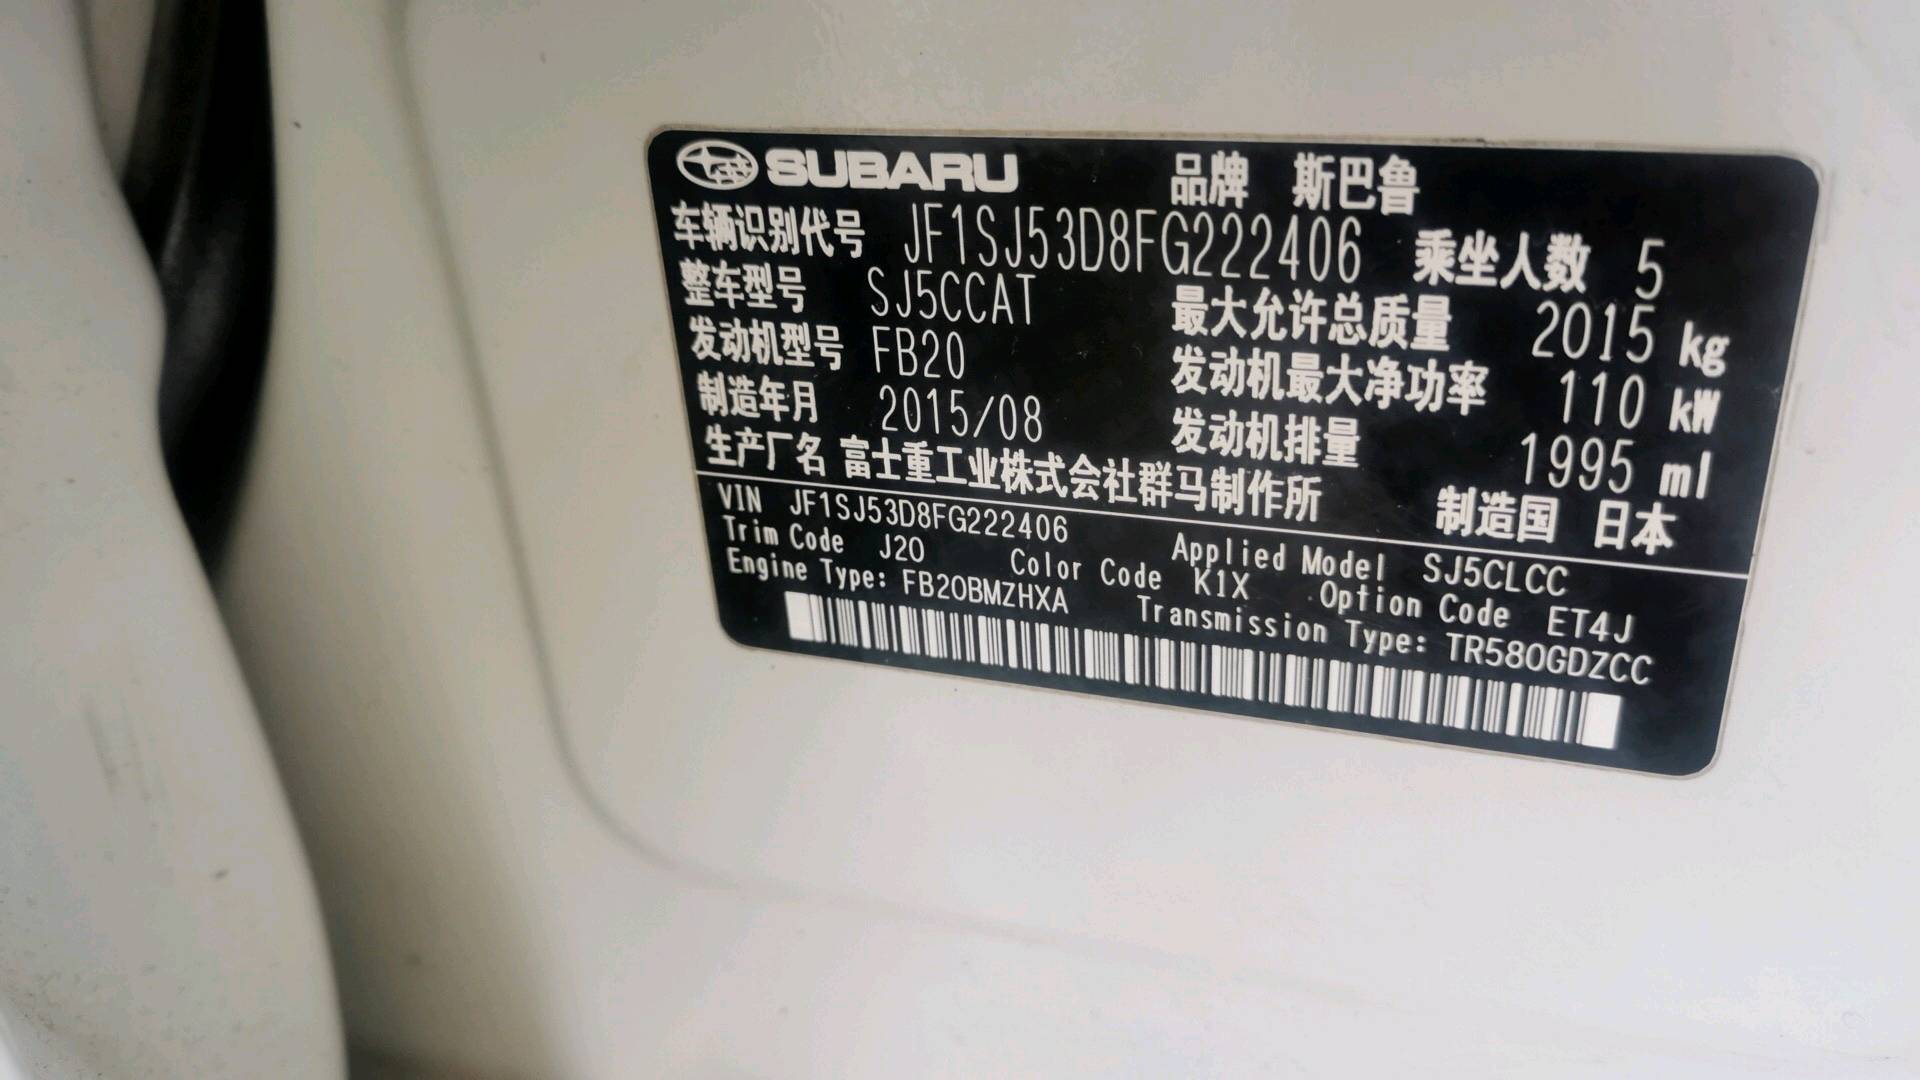 SUBARU 品牌 斯巴鲁
车辆识别代号 JF1SJ53D8FG222406 乘坐人数 5
整车型号 SJ5CCAT 最大允许总质量 2015 kg
发动机型号 FB20 发动机最大净功率 110 kW
制造年月 2015/08 发动机排量 1995 ml
生产厂名 富士重工业株式会社群马制作所 制造国 日本
VIN JF1SJ53D8FG222406 Applied Model SJ5CLCC
Trim Code J20 Color Code K1X Option Code ET4J
Engine Type: FB20BMZHXA Transmission Type: TR580GDZCC